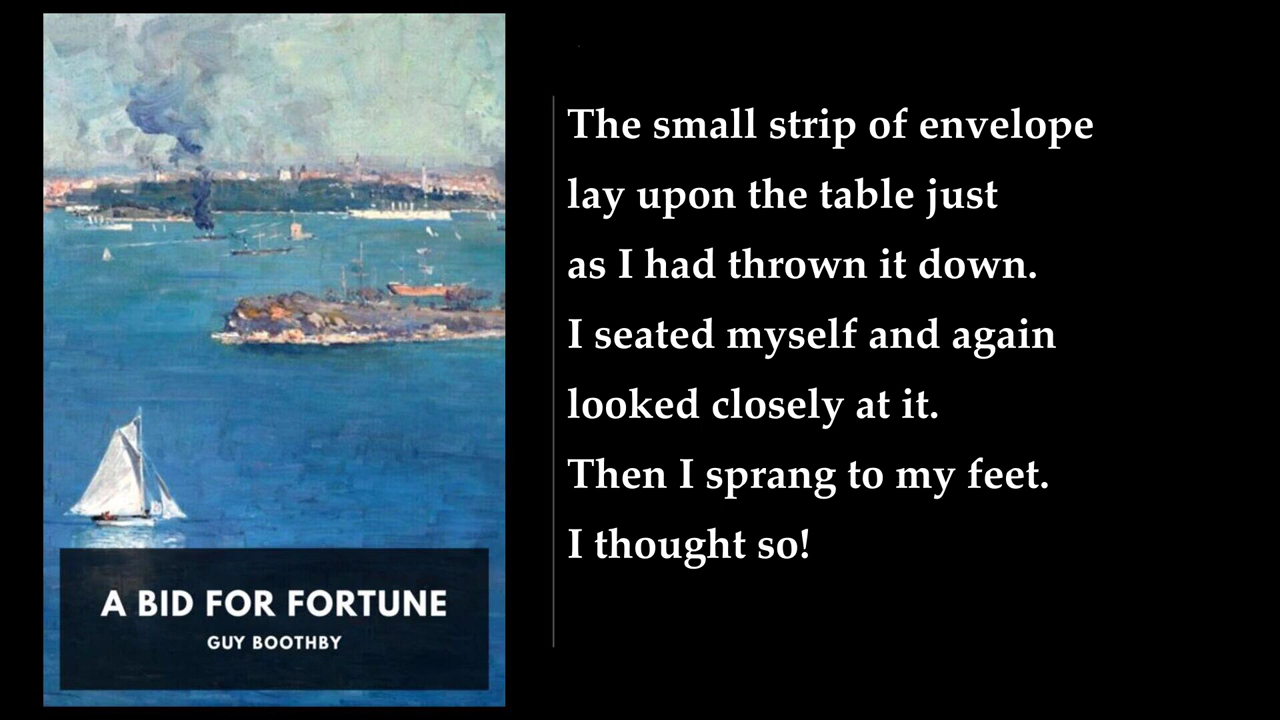 A BID FOR FORTUNE
GUY BOOTHBY
The small strip of envelope
lay upon the table just
as I had thrown it down.
I seated myself and again
looked closely at it.
Then I sprang to my feet.
I thought so!